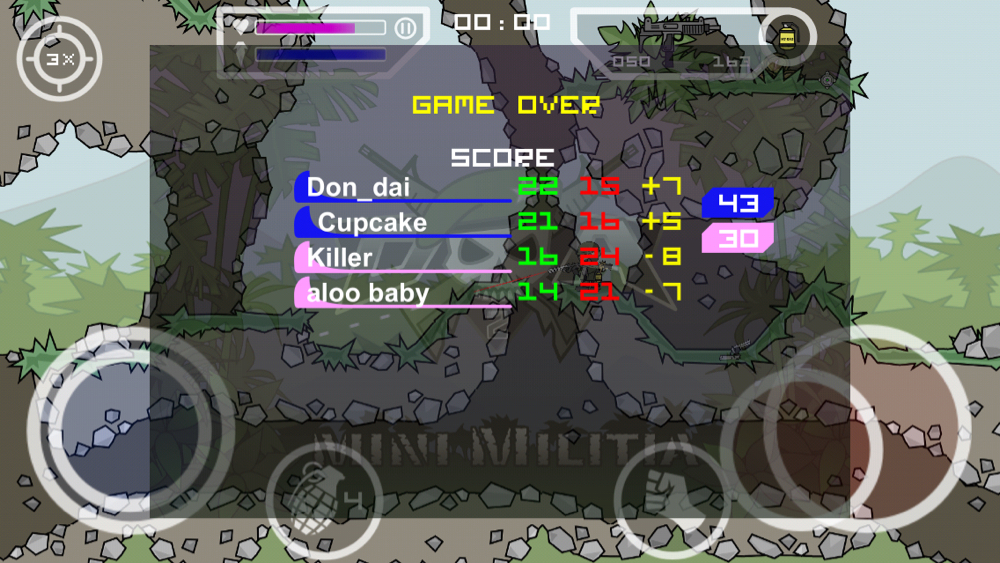 3X
00:00
050 163
GAME OVER
SCORE
Don_dai 22 15 +7
Cupcake 21 16 +5
43
Killer 16 24 -8
30
aloo baby 14 21 -7
MINI MILITIA
4